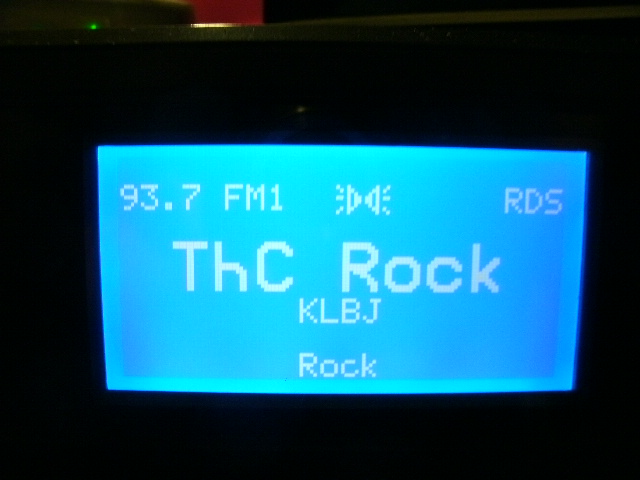 93.7 FM1 RDS
ThC Rock
KLBJ
Rock